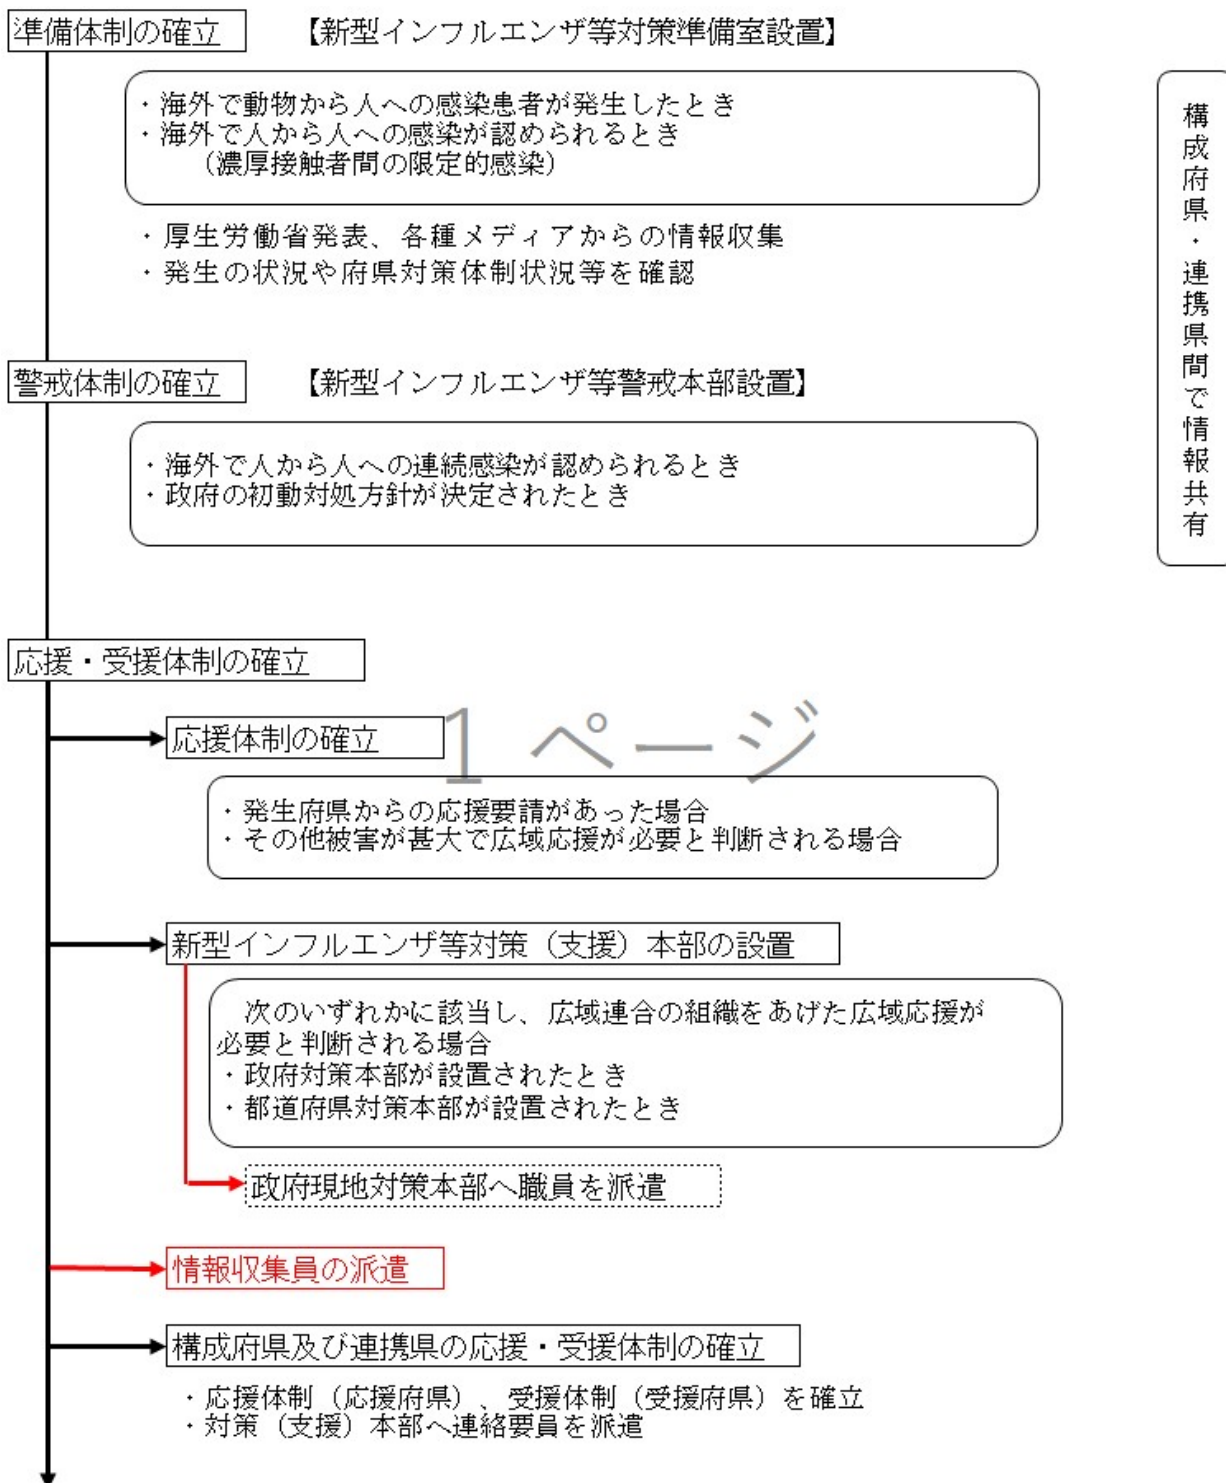 準備体制の確立
【新型インフルエンザ等対策準備室設置】
・海外で動物から人への感染患者が発生したとき
・海外で人から人への感染が認められるとき
（濃厚接触者間の限定的感染）
・厚生労働省発表、各種メディアからの情報収集
・発生の状況や府県対策体制状況等を確認
構成府県・連携県間で情報共有
警戒体制の確立
【新型インフルエンザ等警戒本部設置】
・海外で人から人への連続感染が認められるとき
・政府の初動対処方針が決定されたとき
応援・受援体制の確立
1 ページ
応援体制の確立
・発生府県からの応援要請があった場合
・その他被害が甚大で広域応援が必要と判断される場合
新型インフルエンザ等対策（支援）本部の設置
次のいずれかに該当し、広域連合の組織をあげた広域応援が
必要と判断される場合
・政府対策本部が設置されたとき
・都道府県対策本部が設置されたとき
政府現地対策本部へ職員を派遣
情報収集員の派遣
構成府県及び連携県の応援・受援体制の確立
・応援体制（応援府県）、受援体制（受援府県）を確立
・対策（支援）本部へ連絡要員を派遣